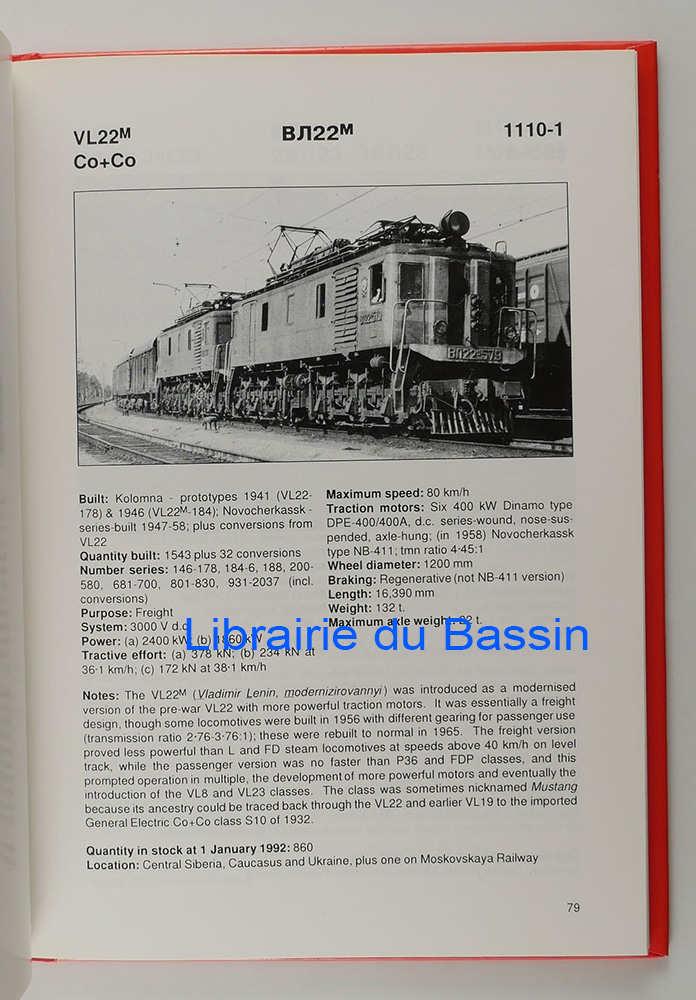 VL22ᴹ ВЛ22ᴹ 1110-1
Co+Co
ВЛ22ᴹ-579
Built: Kolomna - prototypes 1941 (VL22-
178) & 1946 (VL22ᴹ-184); Novocherkassk -
series-built 1947-58; plus conversions from
VL22
Quantity built: 1543 plus 32 conversions
Number series: 146-178, 184-6, 188, 200-
580, 681-700, 801-830, 931-2037 (incl.
conversions)
Purpose: Freight
System: 3000 V d.c.
Power: (a) 2400 kW; (b) 1860 kW
Tractive effort: (a) 378 kN; (b) 234 kN at
36·1 km/h; (c) 172 kN at 38·1 km/h
Maximum speed: 80 km/h
Traction motors: Six 400 kW Dinamo type
DPE-400/400A, d.c. series-wound, nose-sus-
pended, axle-hung; (in 1958) Novocherkassk
type NB-411; tmn ratio 4·45:1
Wheel diameter: 1200 mm
Braking: Regenerative (not NB-411 version)
Length: 16,390 mm
Weight: 132 t.
Maximum axle weight: 22 t.
Librairie du Bassin
Notes: The VL22ᴹ (Vladimir Lenin, modernizirovannyi) was introduced as a modernised
version of the pre-war VL22 with more powerful traction motors. It was essentially a freight
design, though some locomotives were built in 1956 with different gearing for passenger use
(transmission ratio 2·76-3·76:1); these were rebuilt to normal in 1965. The freight version
proved less powerful than L and FD steam locomotives at speeds above 40 km/h on level
track, while the passenger version was no faster than P36 and FDP classes, and this
prompted operation in multiple, the development of more powerful motors and eventually the
introduction of the VL8 and VL23 classes. The class was sometimes nicknamed Mustang
because its ancestry could be traced back through the VL22 and earlier VL19 to the imported
General Electric Co+Co class S10 of 1932.
Quantity in stock at 1 January 1992: 860
Location: Central Siberia, Caucasus and Ukraine, plus one on Moskovskaya Railway
79